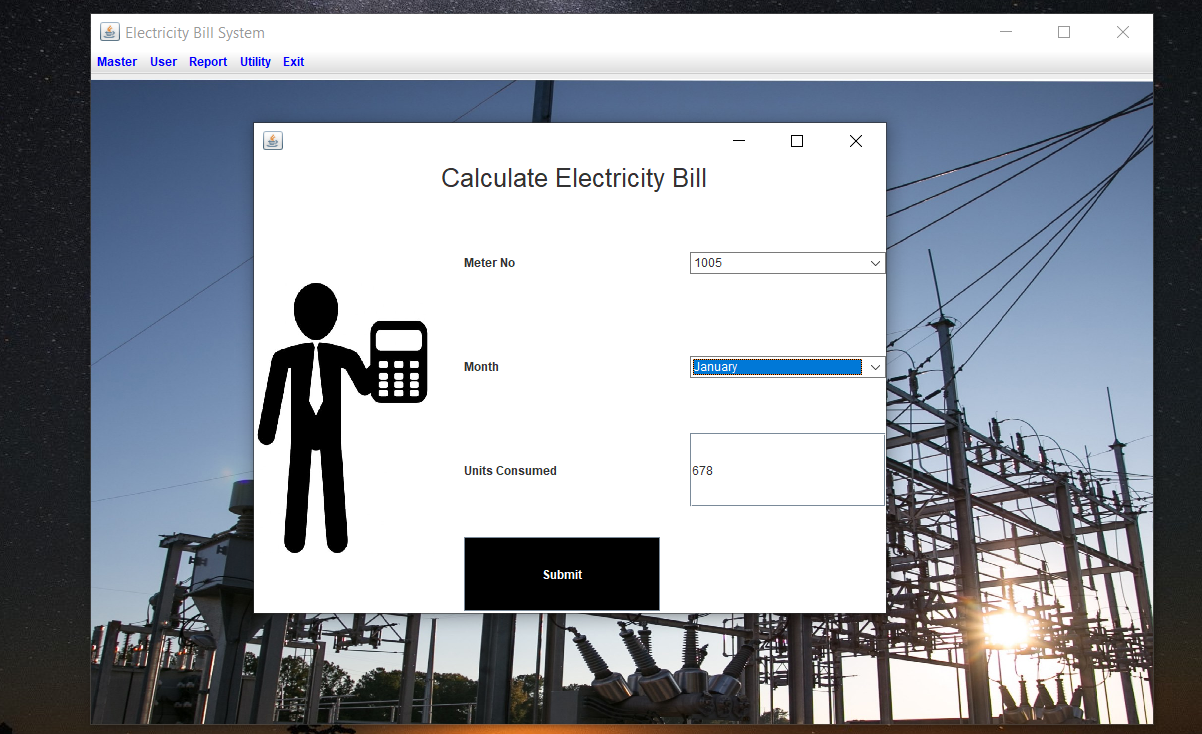 Electricity Bill System
Master User Report Utility Exit
Calculate Electricity Bill
Meter No 1005
Month January
Units Consumed 678
Submit